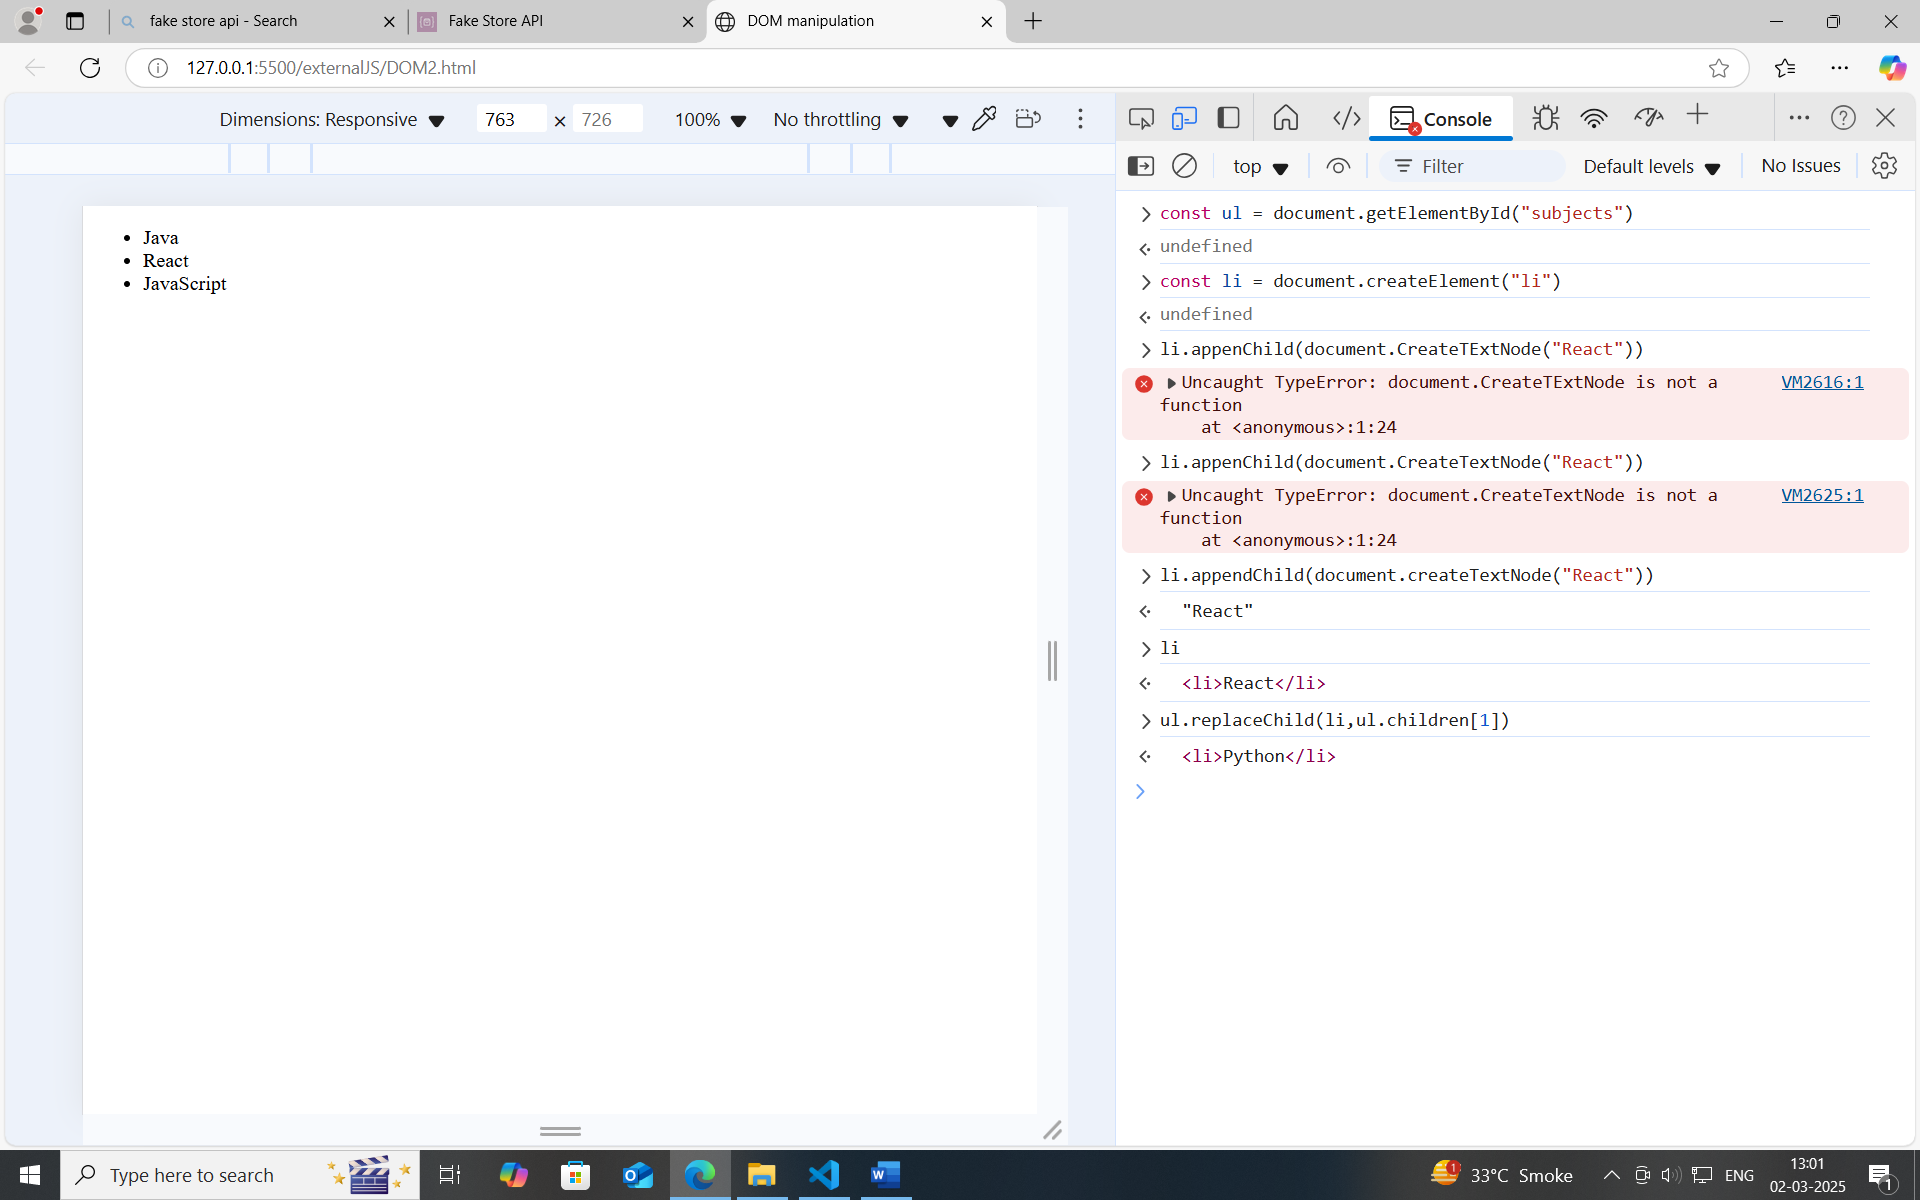 fake store api - Search
Fake Store API
DOM manipulation
127.0.0.1:5500/externalJS/DOM2.html
Dimensions: Responsive 763 × 726 100% No throttling
Console
top Filter Default levels No Issues
Java
React
JavaScript
const ul = document.getElementById("subjects")
undefined
const li = document.createElement("li")
undefined
li.appenChild(document.CreateTExtNode("React"))
Uncaught TypeError: document.CreateTExtNode is not a VM2616:1
function
at <anonymous>:1:24
li.appenChild(document.CreateTextNode("React"))
Uncaught TypeError: document.CreateTextNode is not a VM2625:1
function
at <anonymous>:1:24
li.appendChild(document.createTextNode("React"))
"React"
li
<li>React</li>
ul.replaceChild(li,ul.children[1])
<li>Python</li>
Type here to search
1 33°C Smoke ENG 13:01
02-03-2025 1